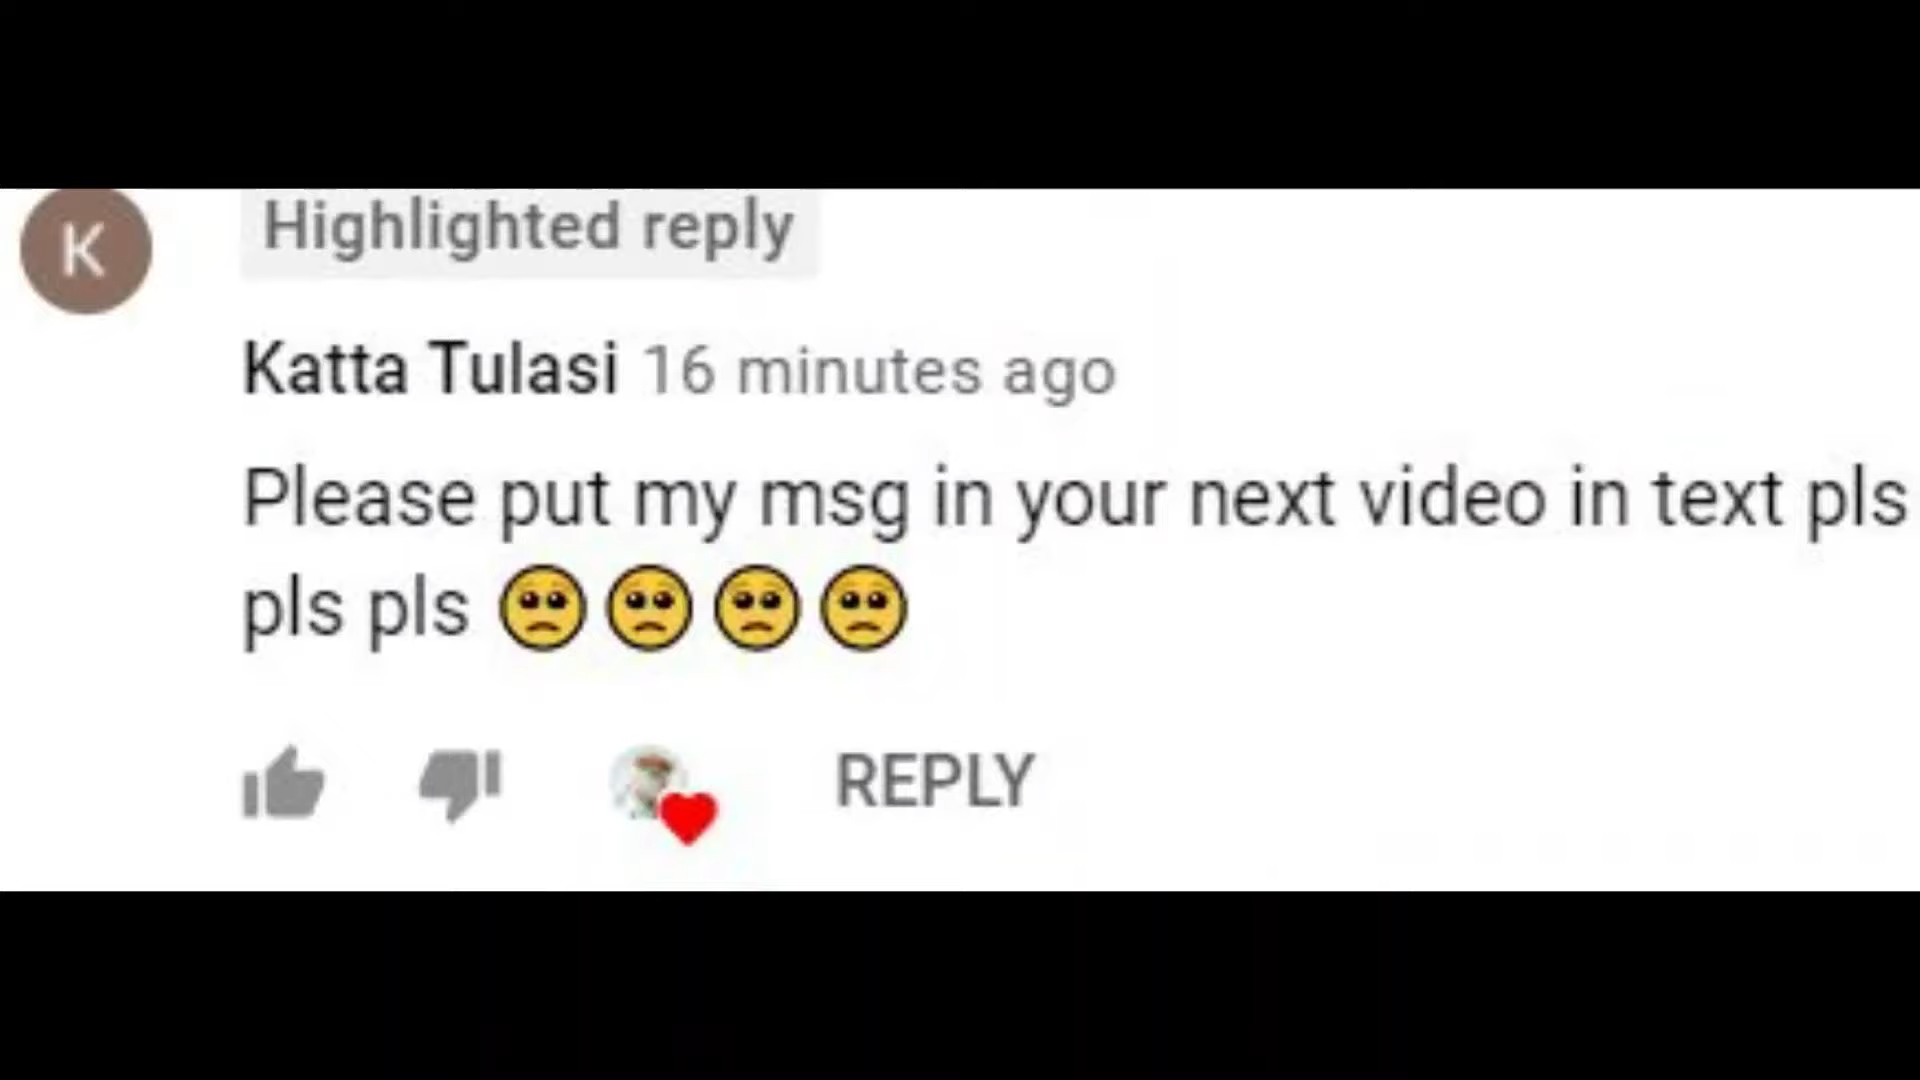 K
Highlighted reply
Katta Tulasi 16 minutes ago
Please put my msg in your next video in text pls
pls pls 🥺🥺🥺🥺
REPLY